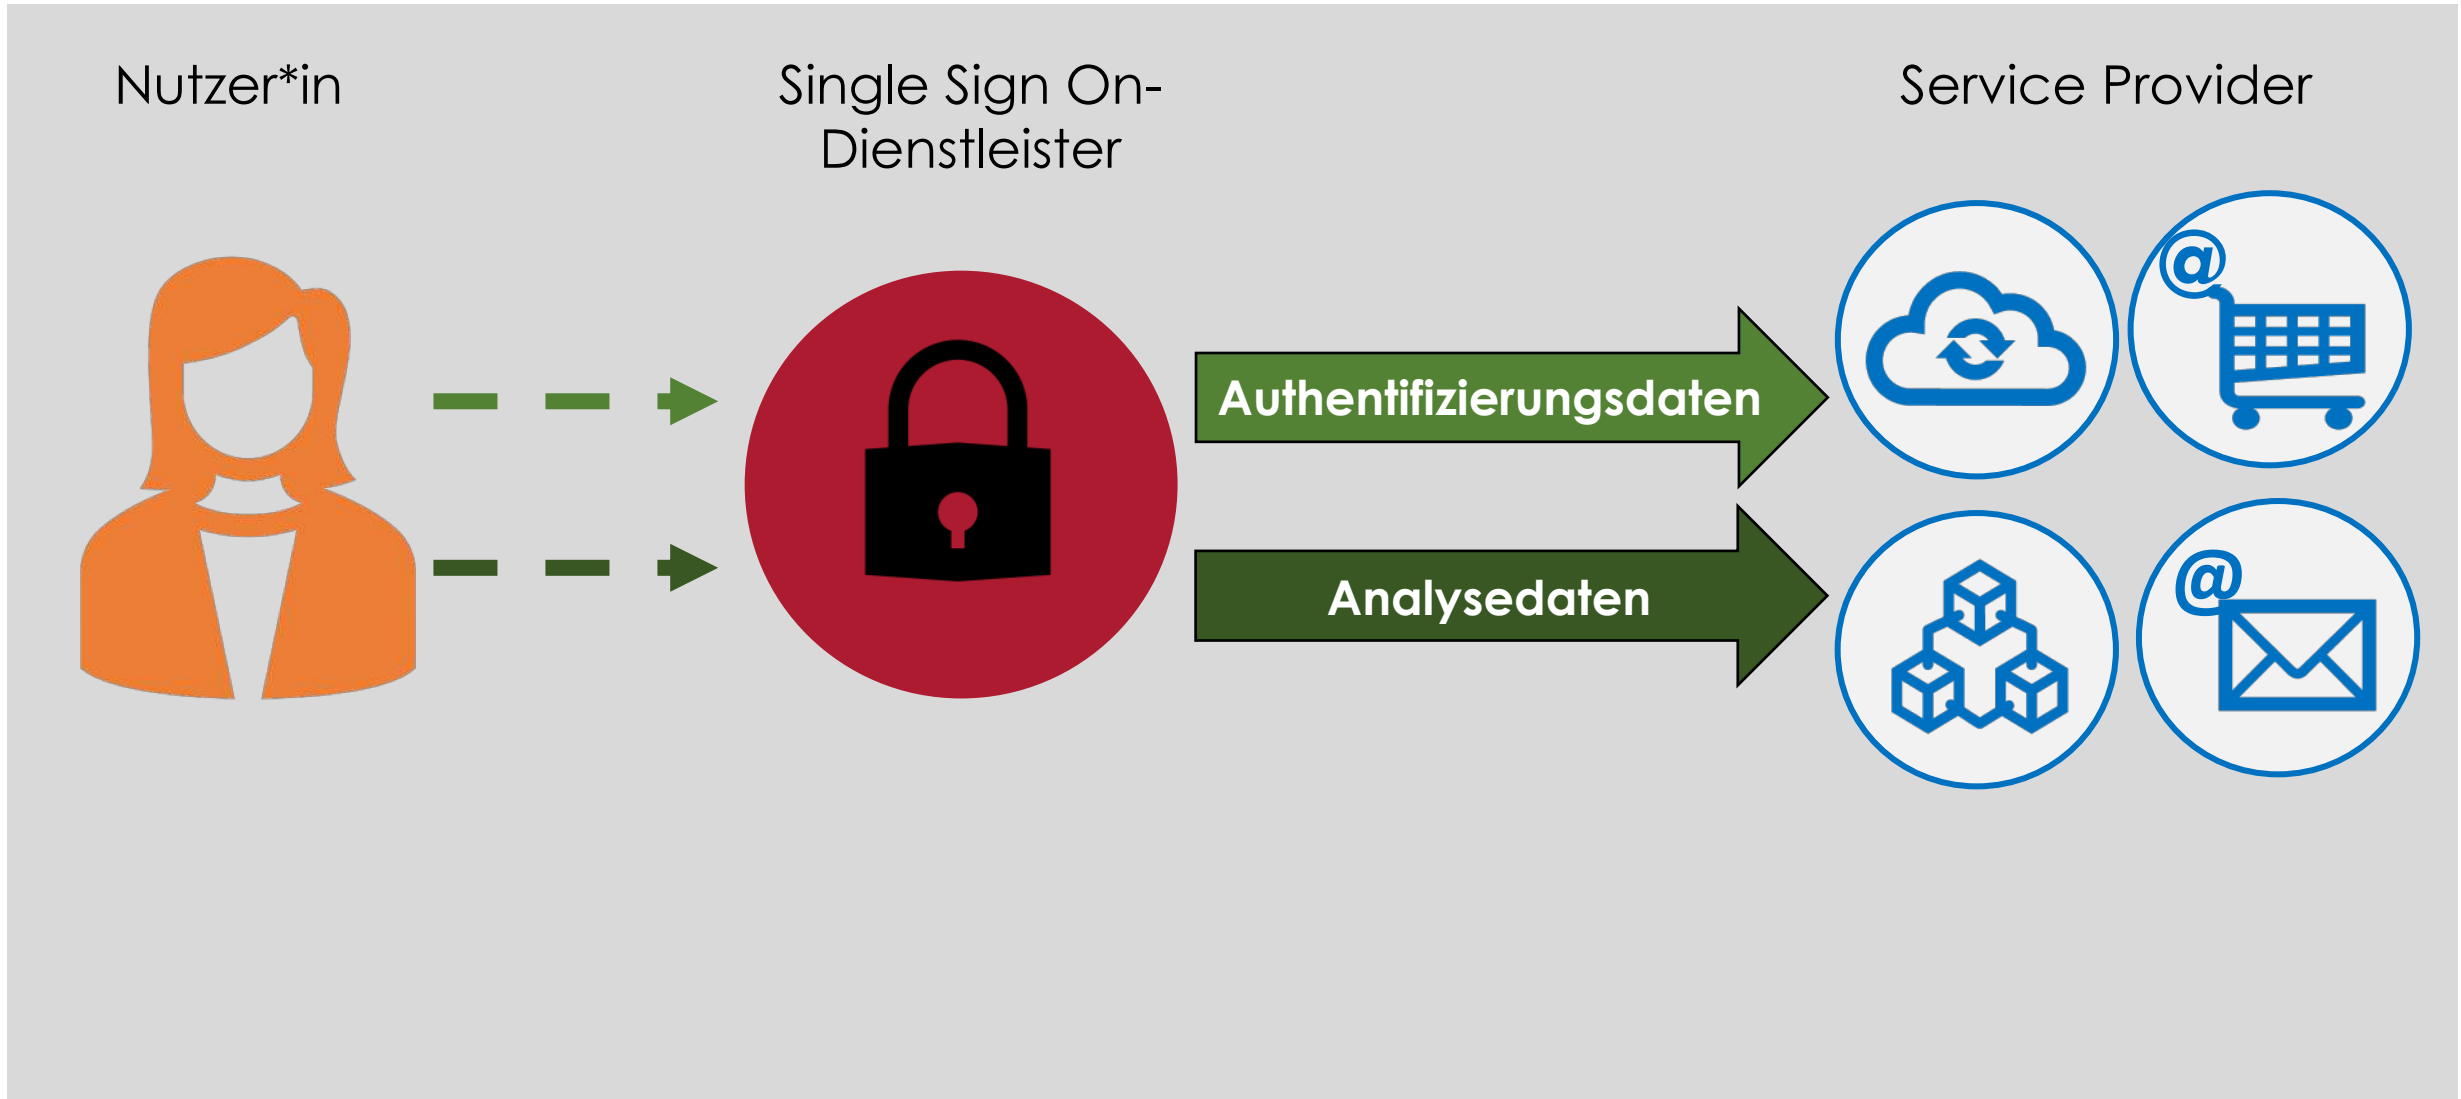 Nutzer*in
Single Sign On-
Dienstleister
Service Provider
@
Authentifizierungsdaten
Analysedaten
@